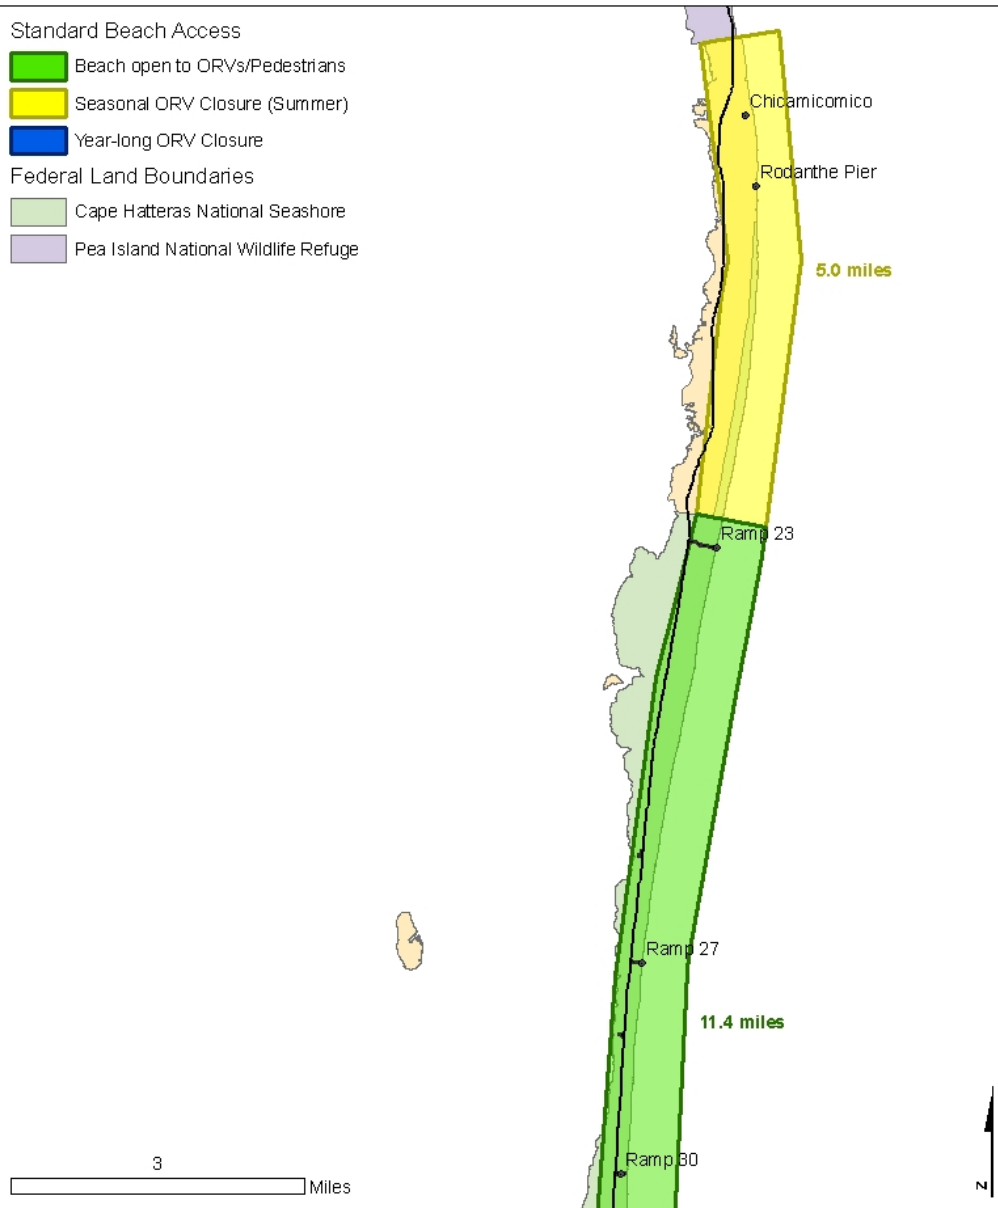 Standard Beach Access
Beach open to ORVs/Pedestrians
Seasonal ORV Closure (Summer)
Year-long ORV Closure
Federal Land Boundaries
Cape Hatteras National Seashore
Pea Island National Wildlife Refuge
Chicamicomico
Rodanthe Pier
5.0 miles
Ramp 23
Ramp 27
11.4 miles
Ramp 30
3
Miles
N